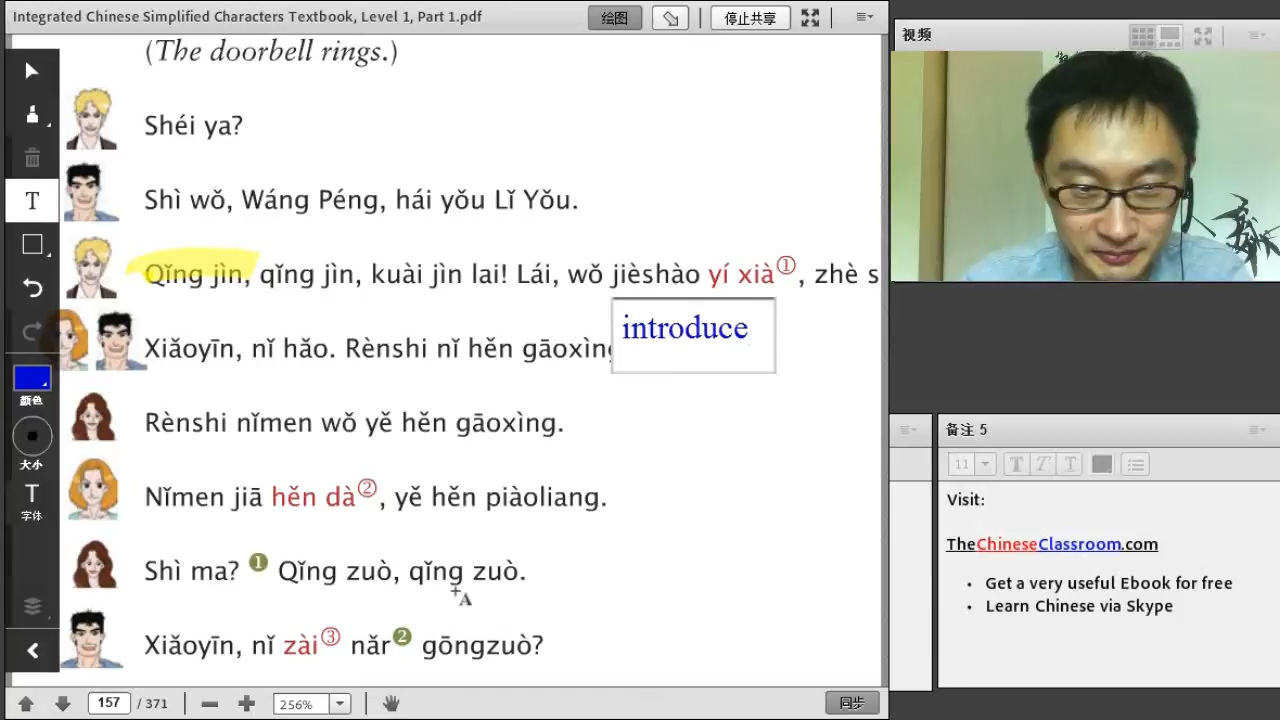 Integrated Chinese Simplified Characters Textbook, Level 1, Part 1.pdf
绘图
停止共享
视频
(The doorbell rings.)
Shéi ya?
Shì wǒ, Wáng Péng, hái yǒu Lǐ Yǒu.
Qǐng jìn, qǐng jìn, kuài jìn lai! Lái, wǒ jièshào yí xià①, zhè s
introduce
Xiǎoyīn, nǐ hǎo. Rènshi nǐ hěn gāoxìng
Rènshi nǐmen wǒ yě hěn gāoxìng.
Nǐmen jiā hěn dà②, yě hěn piàoliang.
Shì ma? ❶ Qǐng zuò, qǐng zuò.
Xiǎoyīn, nǐ zài③ nǎr❷ gōngzuò?
T
颜色
大小
T
字体
157 / 371
256%
同步
备注 5
11
T T T
Visit:
TheChineseClassroom.com
• Get a very useful Ebook for free
• Learn Chinese via Skype